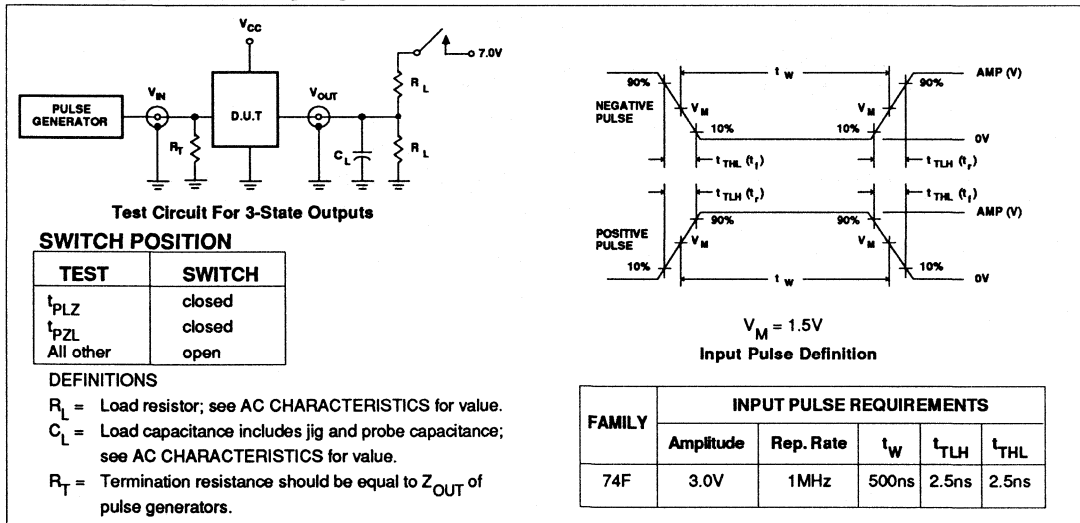 VCC
7.0V
RL
VIN
VOUT
PULSE GENERATOR
D.U.T
RT
CL
RL
Test Circuit For 3-State Outputs
SWITCH POSITION
TEST SWITCH
tPLZ closed
tPZL closed
All other open
DEFINITIONS
RL = Load resistor; see AC CHARACTERISTICS for value.
CL = Load capacitance includes jig and probe capacitance;
see AC CHARACTERISTICS for value.
RT = Termination resistance should be equal to ZOUT of
pulse generators.
tW
AMP (V)
90% 90%
NEGATIVE PULSE
VM VM
10% 10%
0V
tTHL (tf) tTLH (tr)
tTLH (tr) tTHL (tf)
AMP (V)
90% 90%
POSITIVE PULSE
VM VM
10% 10%
tW
0V
VM = 1.5V
Input Pulse Definition
FAMILY INPUT PULSE REQUIREMENTS
Amplitude Rep. Rate tW tTLH tTHL
74F 3.0V 1MHz 500ns 2.5ns 2.5ns